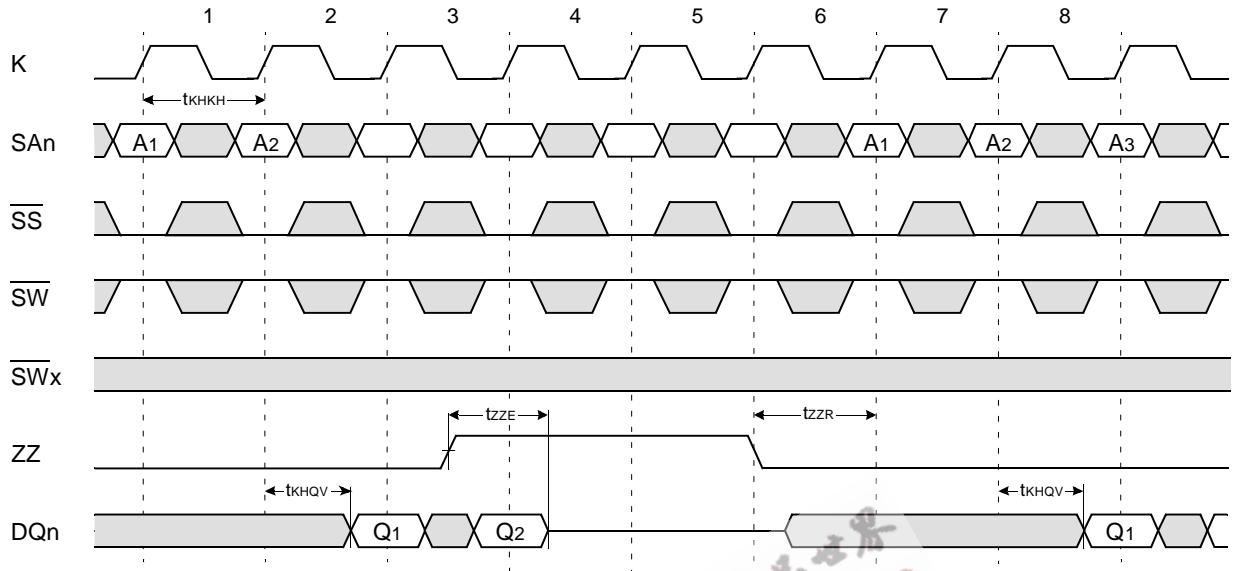 1 2 3 4 5 6 7 8
K
tKHKH
SAn A1 A2 A1 A2 A3
SS
SW
SWx
tZZE tZZR
ZZ
tKHQV tKHQV
DQn Q1 Q2 Q1